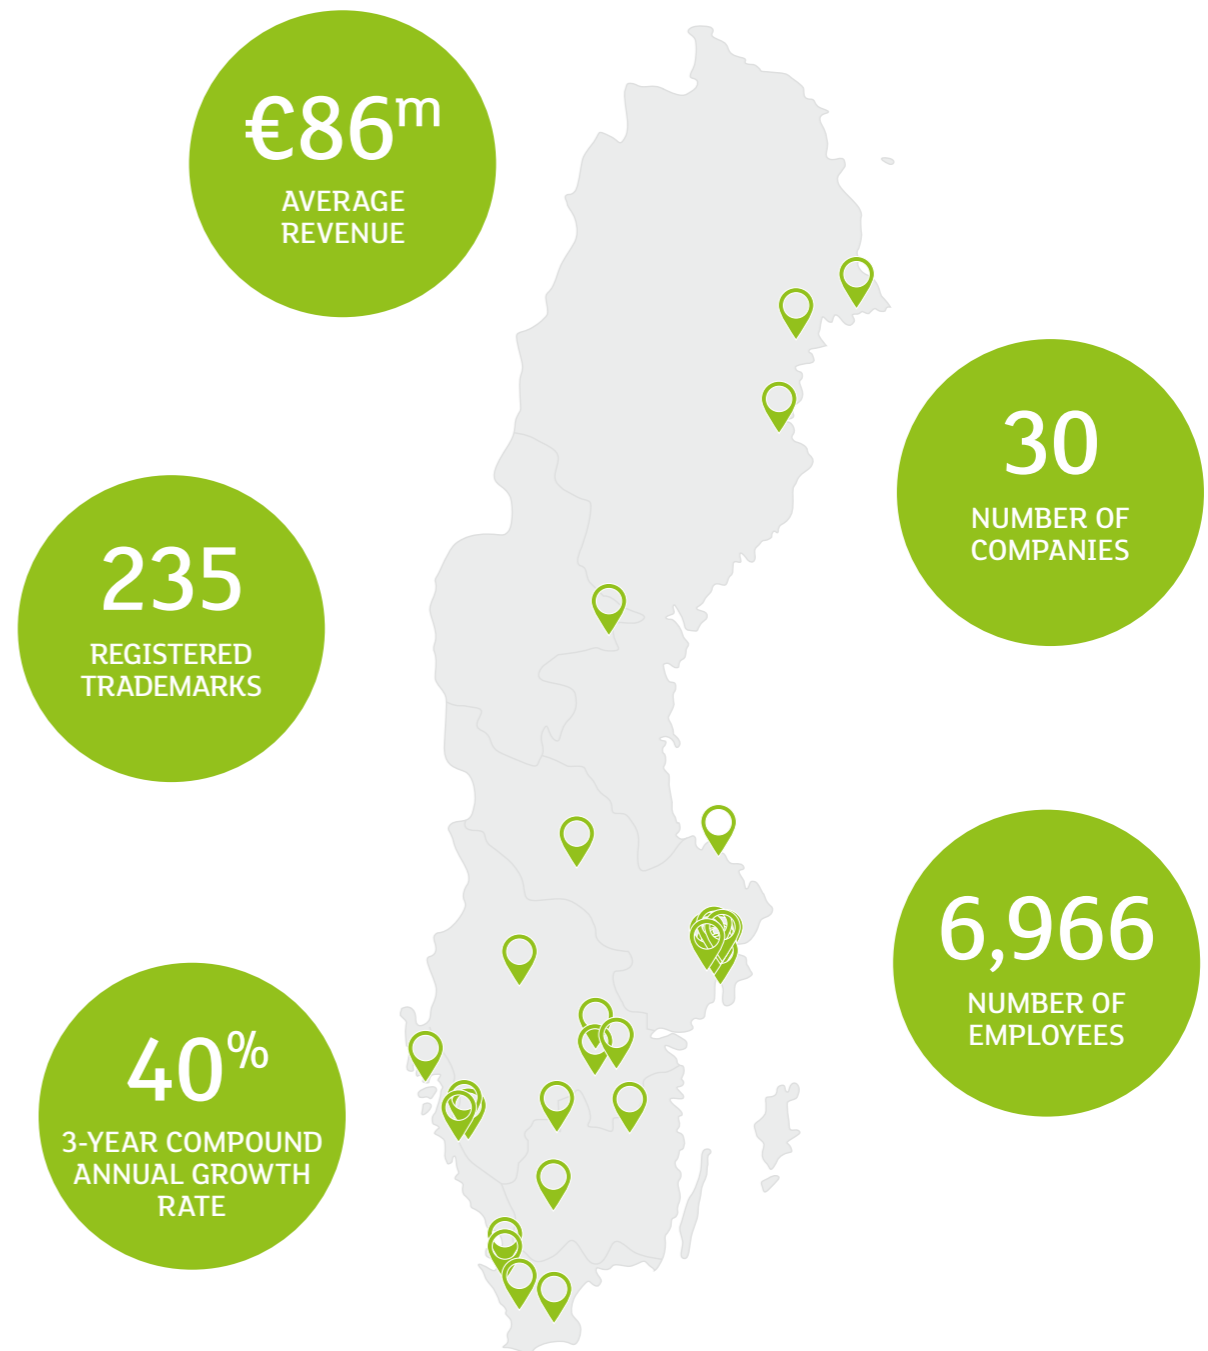 €86m
AVERAGE
REVENUE
30
NUMBER OF
COMPANIES
235
REGISTERED
TRADEMARKS
6,966
NUMBER OF
EMPLOYEES
40%
3-YEAR COMPOUND
ANNUAL GROWTH
RATE